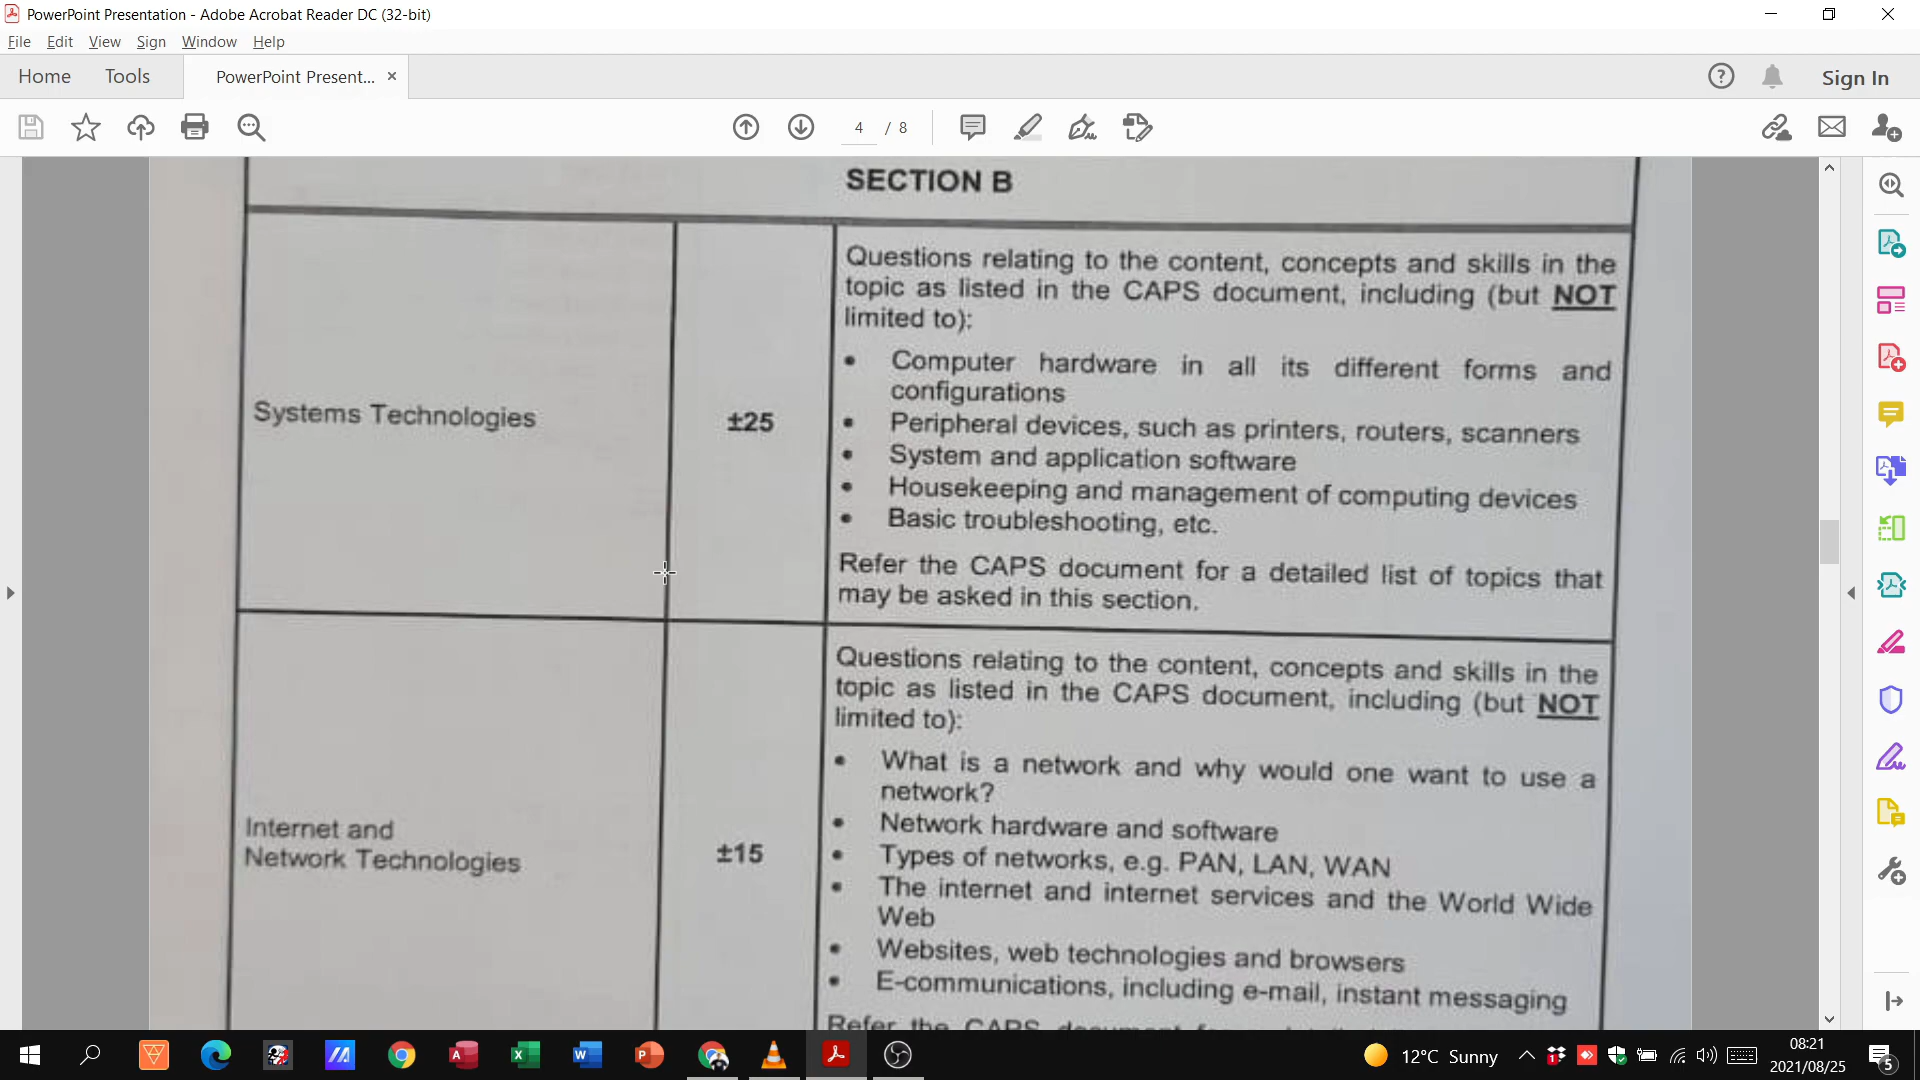 PowerPoint Presentation - Adobe Acrobat Reader DC (32-bit)
File Edit View Sign Window Help
Home Tools PowerPoint Present... × Sign In
4 / 8
SECTION B
Systems Technologies
±25
Questions relating to the content, concepts and skills in the
topic as listed in the CAPS document, including (but NOT
limited to):
• Computer hardware in all its different forms and
configurations
• Peripheral devices, such as printers, routers, scanners
• System and application software
• Housekeeping and management of computing devices
• Basic troubleshooting, etc.
Refer the CAPS document for a detailed list of topics that
may be asked in this section.
Internet and
Network Technologies
±15
Questions relating to the content, concepts and skills in the
topic as listed in the CAPS document, including (but NOT
limited to):
• What is a network and why would one want to use a
network?
• Network hardware and software
• Types of networks, e.g. PAN, LAN, WAN
• The internet and internet services and the World Wide
Web
• Websites, web technologies and browsers
• E-communications, including e-mail, instant messaging
Refer the CAPS document for a
12°C Sunny
08:21
2021/08/25
5